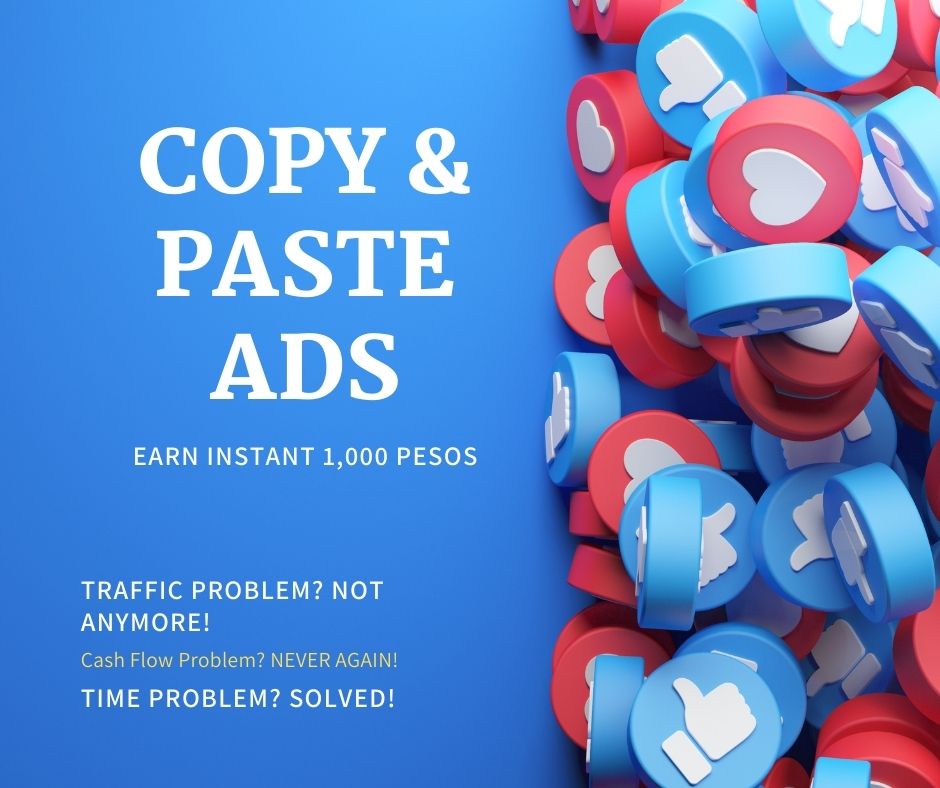 COPY &
PASTE
ADS
EARN INSTANT 1,000 PESOS
TRAFFIC PROBLEM? NOT
ANYMORE!
Cash Flow Problem? NEVER AGAIN!
TIME PROBLEM? SOLVED!